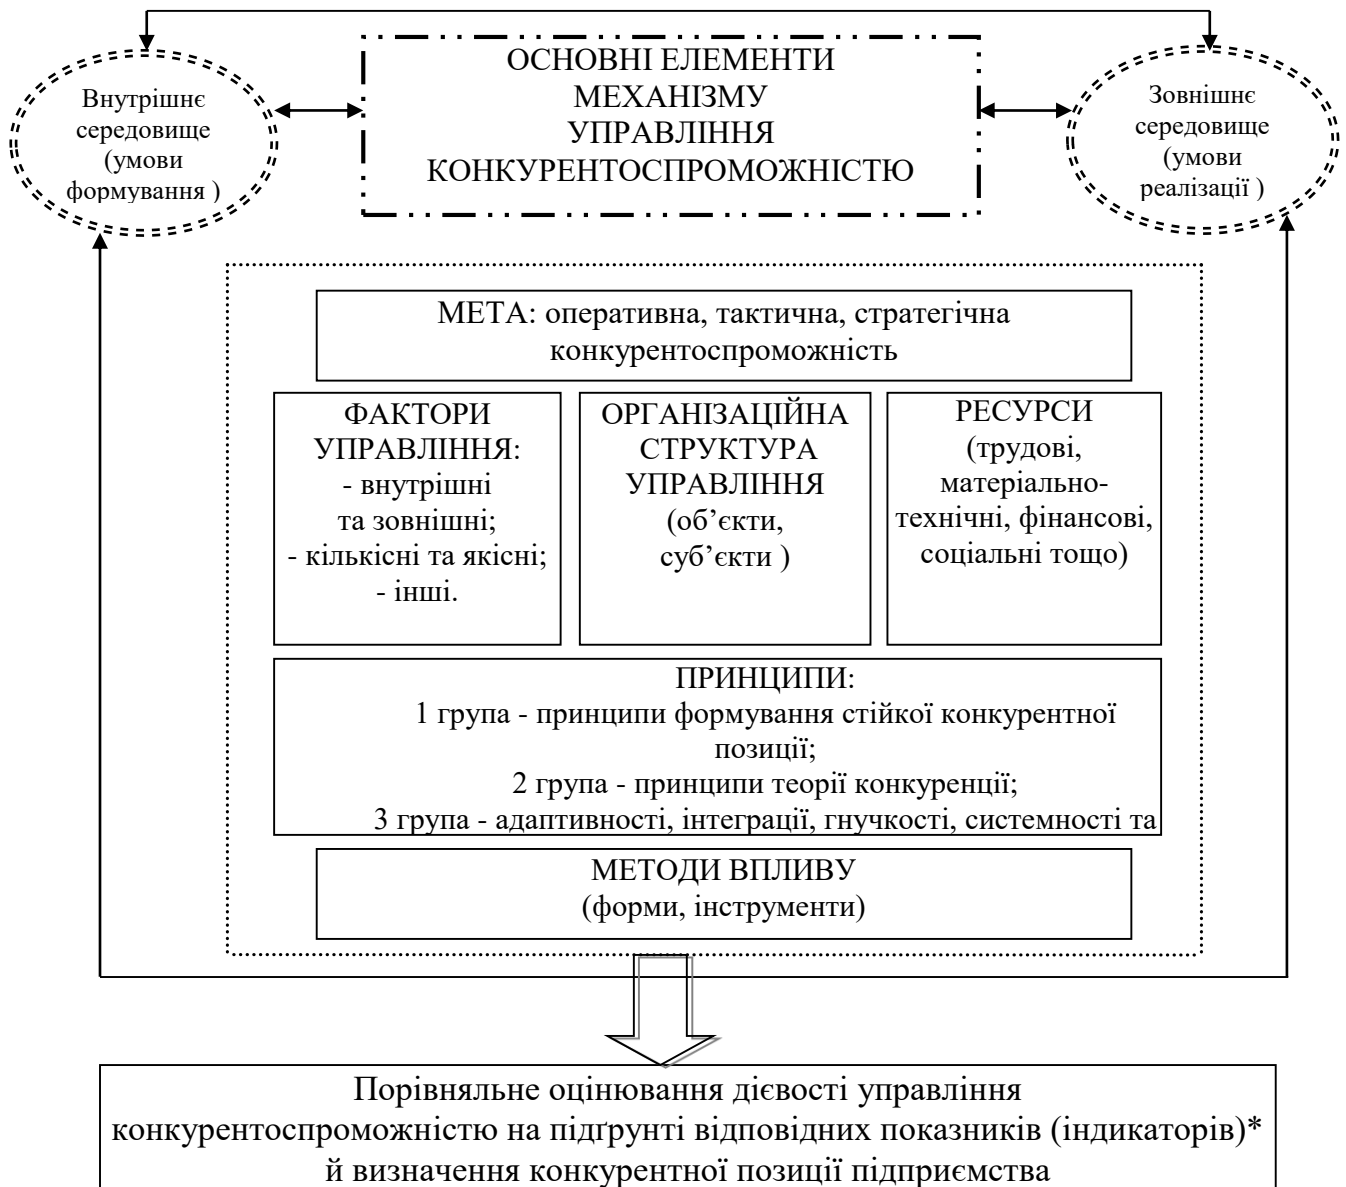 ОСНОВНІ ЕЛЕМЕНТИ
МЕХАНІЗМУ
УПРАВЛІННЯ
КОНКУРЕНТОСПРОМОЖНІСТЮ
Внутрішнє
середовище
(умови
формування )
Зовнішнє
середовище
(умови
реалізації )
МЕТА: оперативна, тактична, стратегічна
конкурентоспроможність
ФАКТОРИ
УПРАВЛІННЯ:
- внутрішні
та зовнішні;
- кількісні та якісні;
- інші.
ОРГАНІЗАЦІЙНА
СТРУКТУРА
УПРАВЛІННЯ
(об’єкти,
суб’єкти )
РЕСУРСИ
(трудові,
матеріально-
технічні, фінансові,
соціальні тощо)
ПРИНЦИПИ:
1 група - принципи формування стійкої конкурентної
позиції;
2 група - принципи теорії конкуренції;
3 група - адаптивності, інтеграції, гнучкості, системності та
МЕТОДИ ВПЛИВУ
(форми, інструменти)
Порівняльне оцінювання дієвості управління
конкурентоспроможністю на підґрунті відповідних показників (індикаторів)*
й визначення конкурентної позиції підприємства